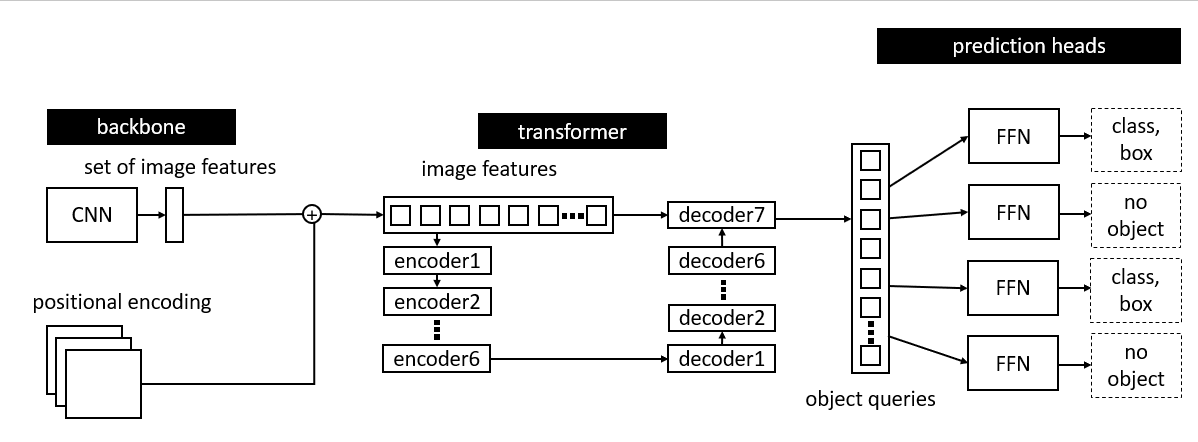 prediction heads
backbone
transformer
set of image features
image features
CNN
+
positional encoding
encoder1
encoder2
encoder6
decoder7
decoder6
decoder2
decoder1
object queries
FFN
class,
box
FFN
no
object
FFN
class,
box
FFN
no
object